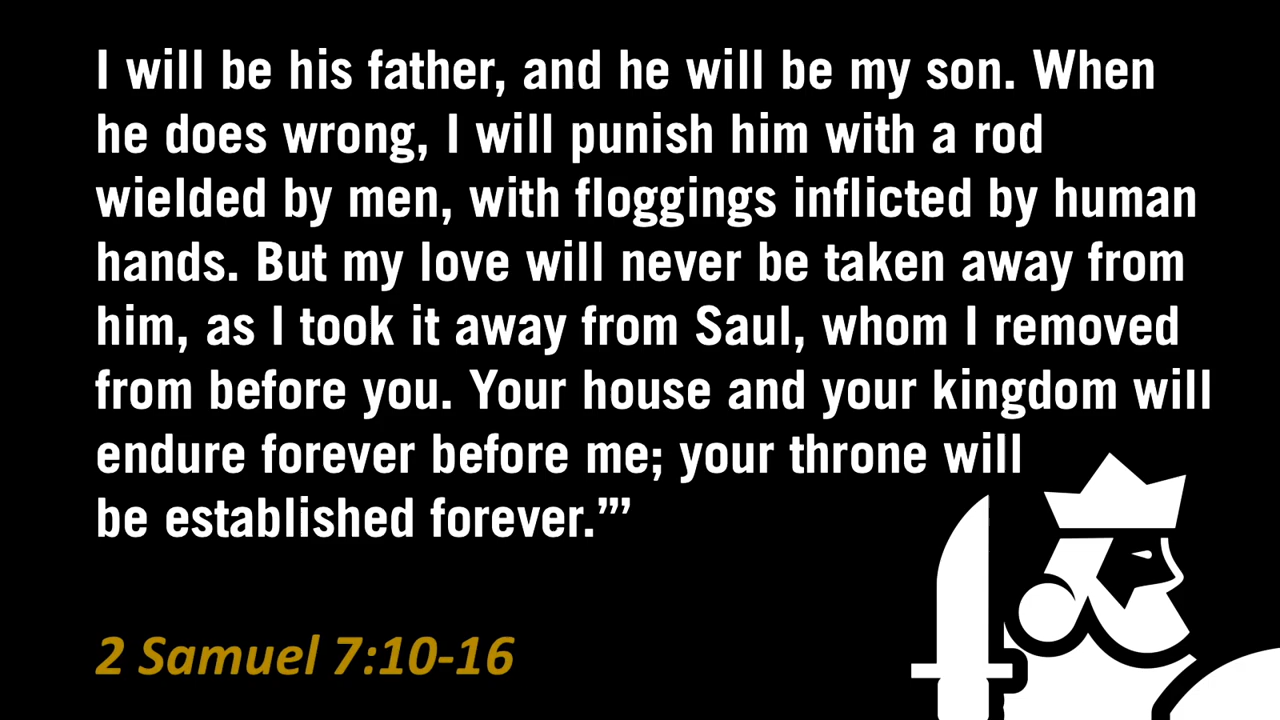 I will be his father, and he will be my son. When
he does wrong, I will punish him with a rod
wielded by men, with floggings inflicted by human
hands. But my love will never be taken away from
him, as I took it away from Saul, whom I removed
from before you. Your house and your kingdom will
endure forever before me; your throne will
be established forever.”’”
2 Samuel 7:10-16